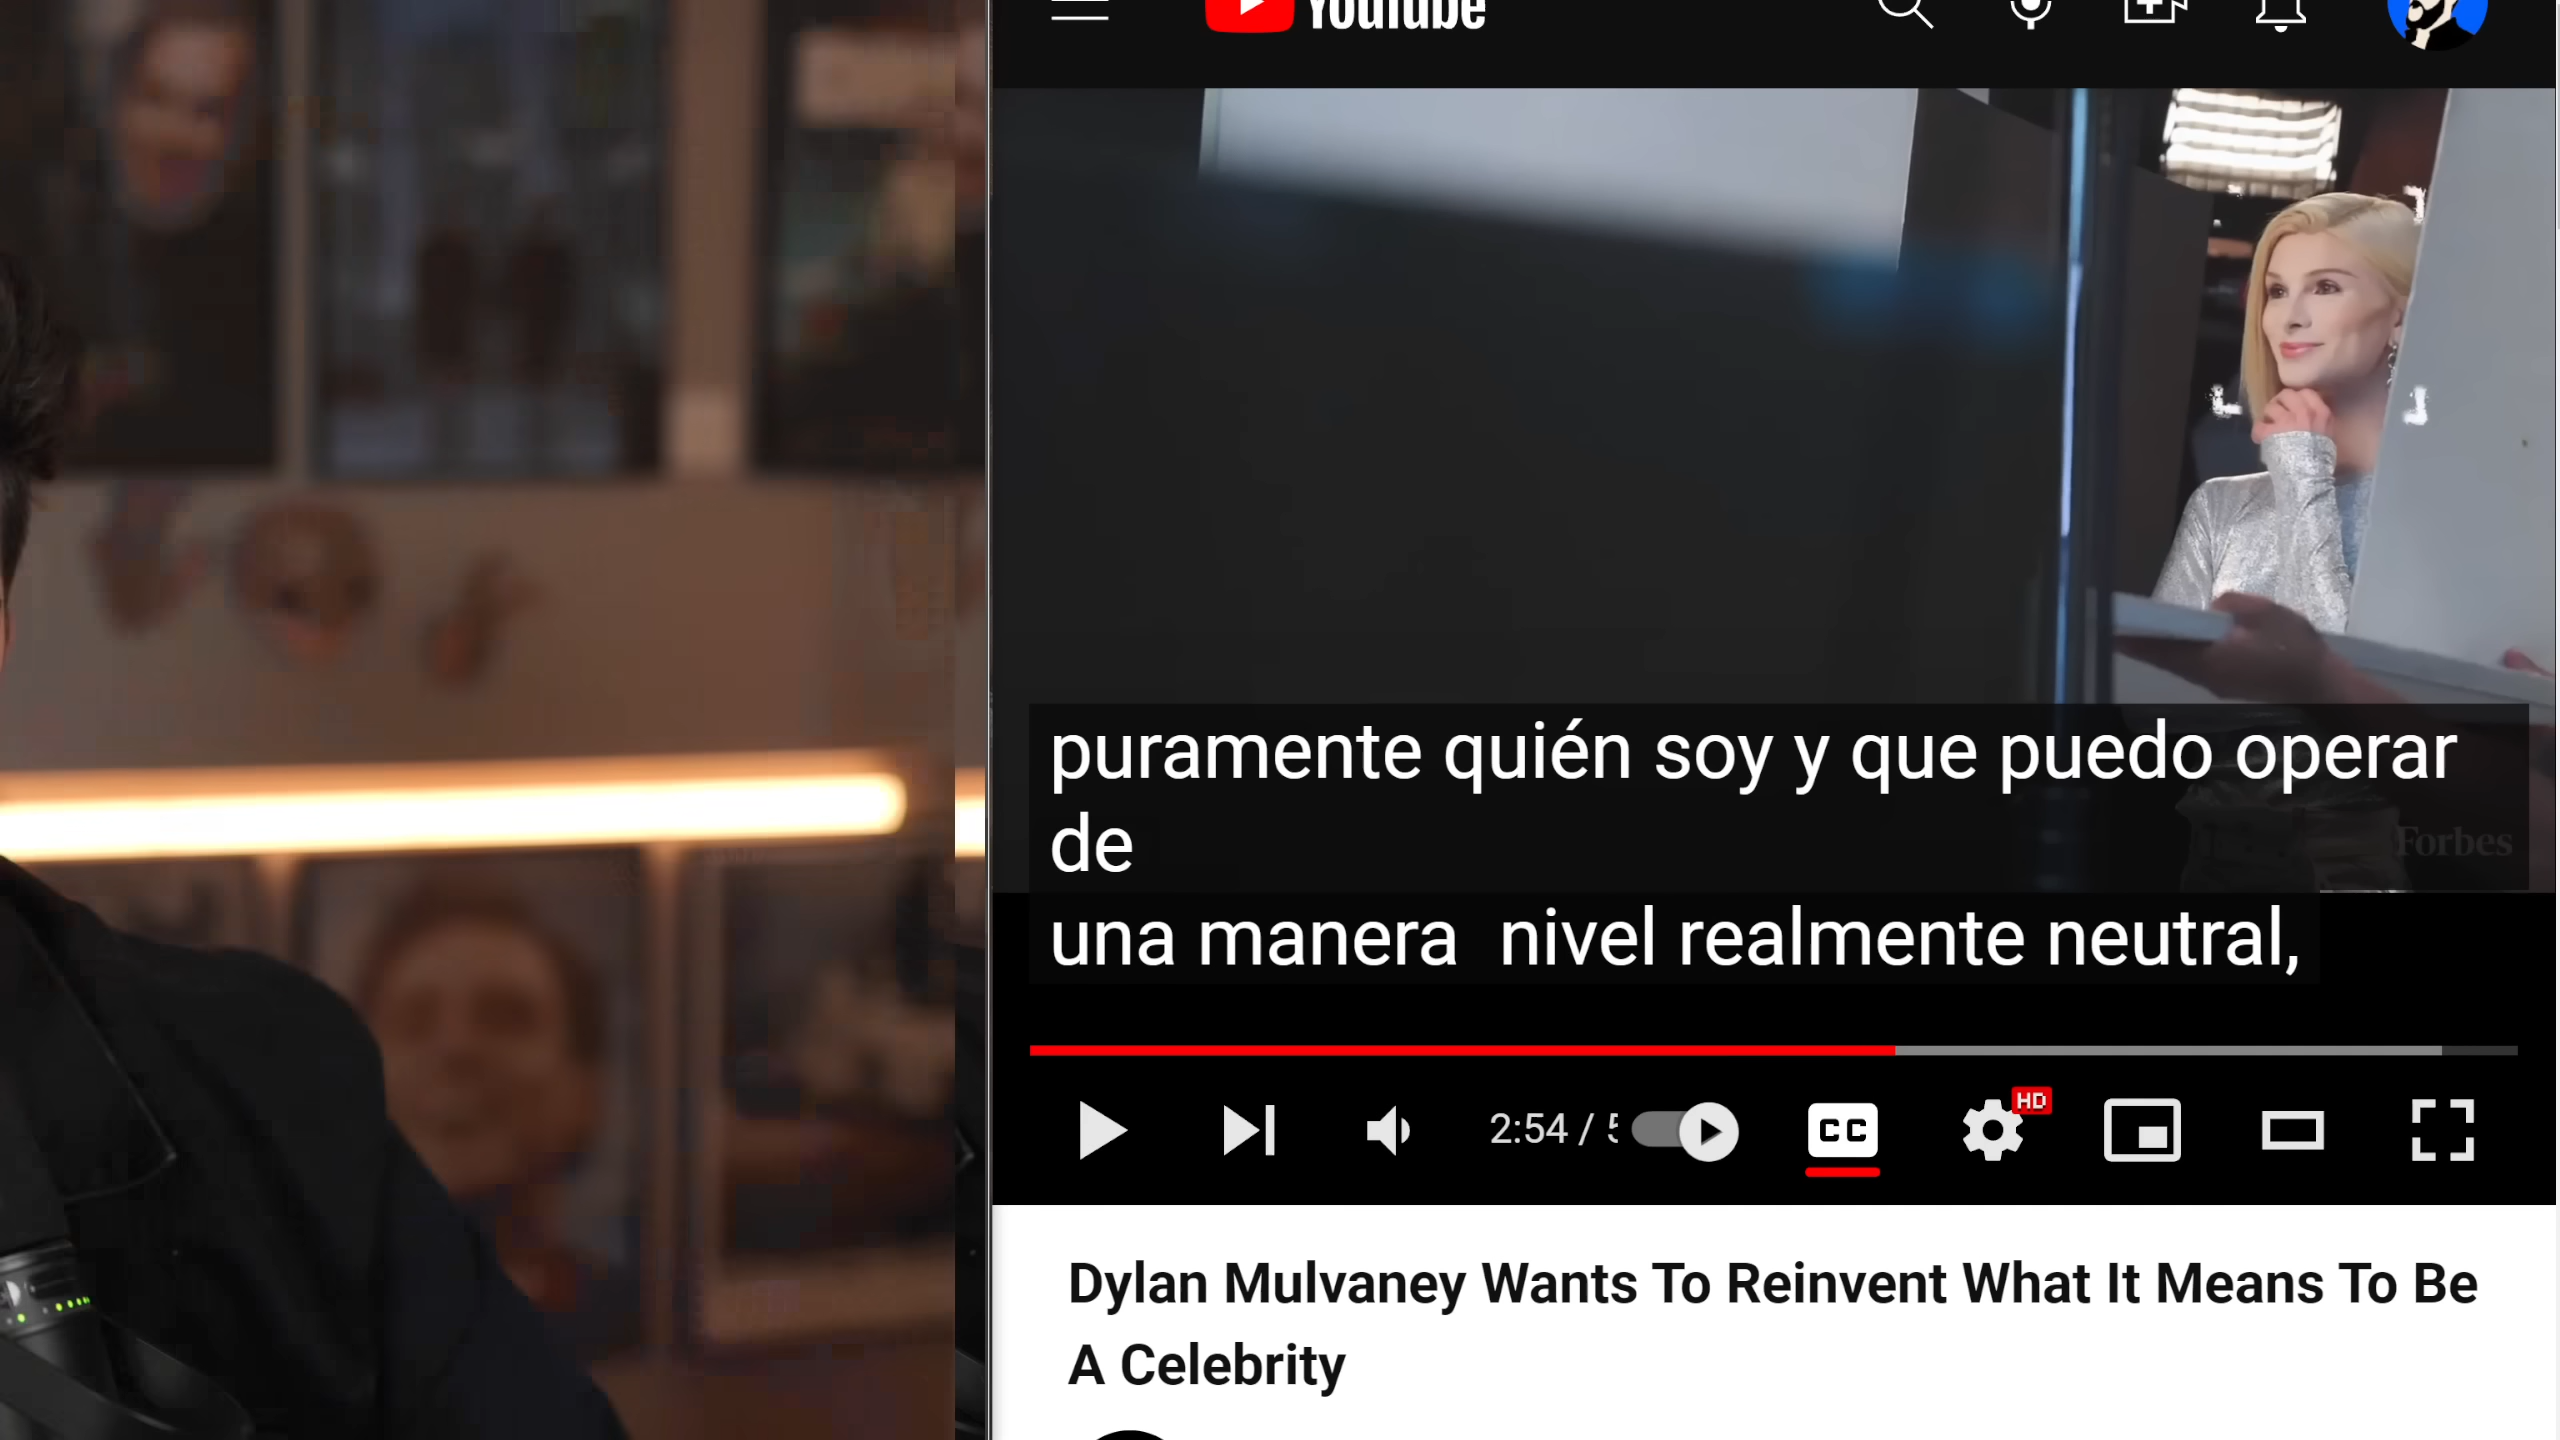 YouTube
puramente quién soy y que puedo operar
de
una manera  nivel realmente neutral,
Forbes
2:54 / 5
HD
CC
Dylan Mulvaney Wants To Reinvent What It Means To Be
A Celebrity